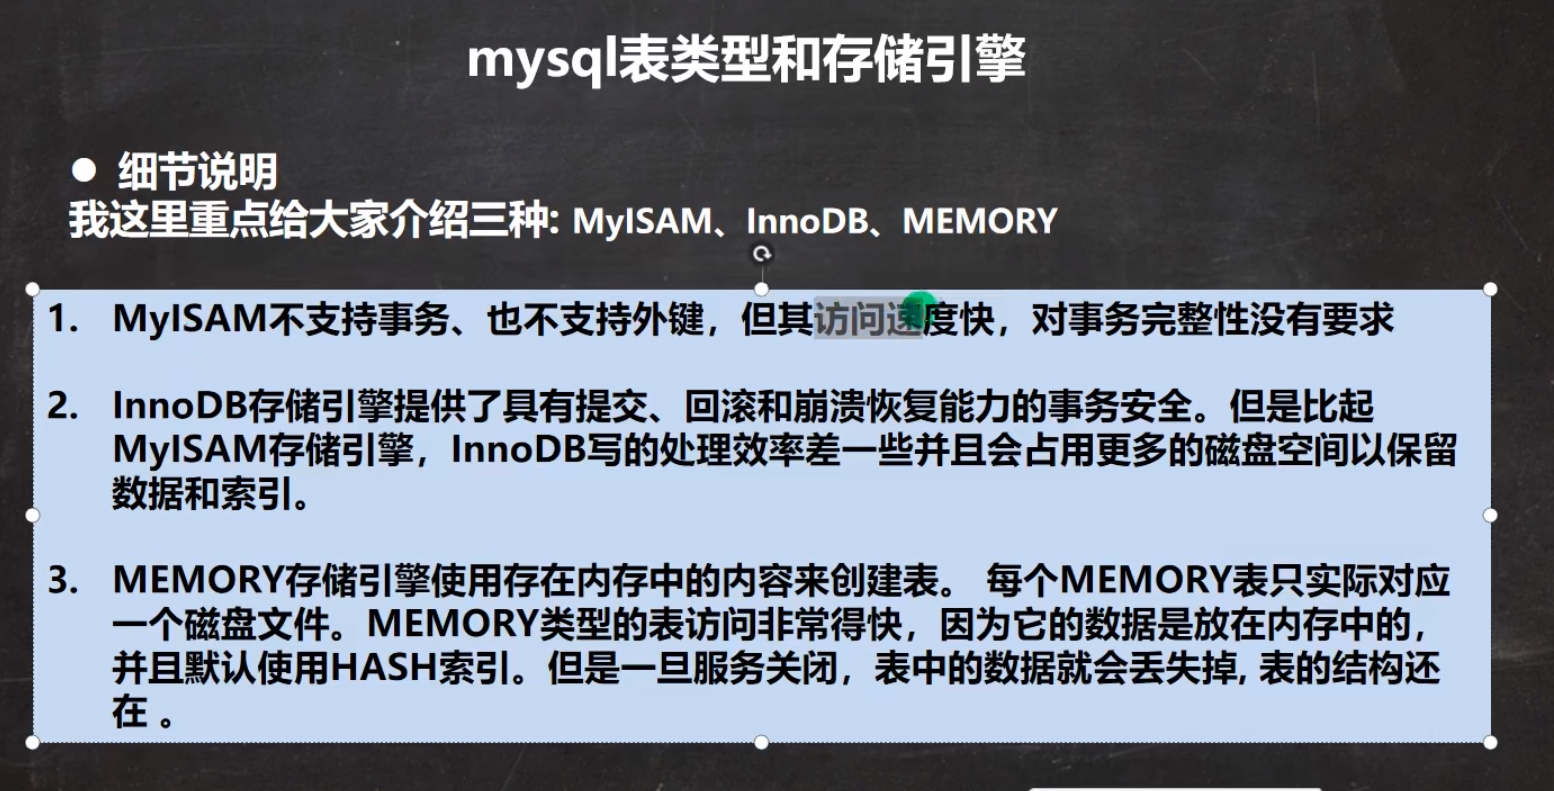 mysql表类型和存储引擎
● 细节说明
我这里重点给大家介绍三种: MyISAM、InnoDB、MEMORY
1. MyISAM不支持事务、也不支持外键，但其访问速度快，对事务完整性没有要求
2. InnoDB存储引擎提供了具有提交、回滚和崩溃恢复能力的事务安全。但是比起
MyISAM存储引擎，InnoDB写的处理效率差一些并且会占用更多的磁盘空间以保留
数据和索引。
3. MEMORY存储引擎使用存在内存中的内容来创建表。 每个MEMORY表只实际对应
一个磁盘文件。MEMORY类型的表访问非常得快，因为它的数据是放在内存中的，
并且默认使用HASH索引。但是一旦服务关闭，表中的数据就会丢失掉, 表的结构还
在 。